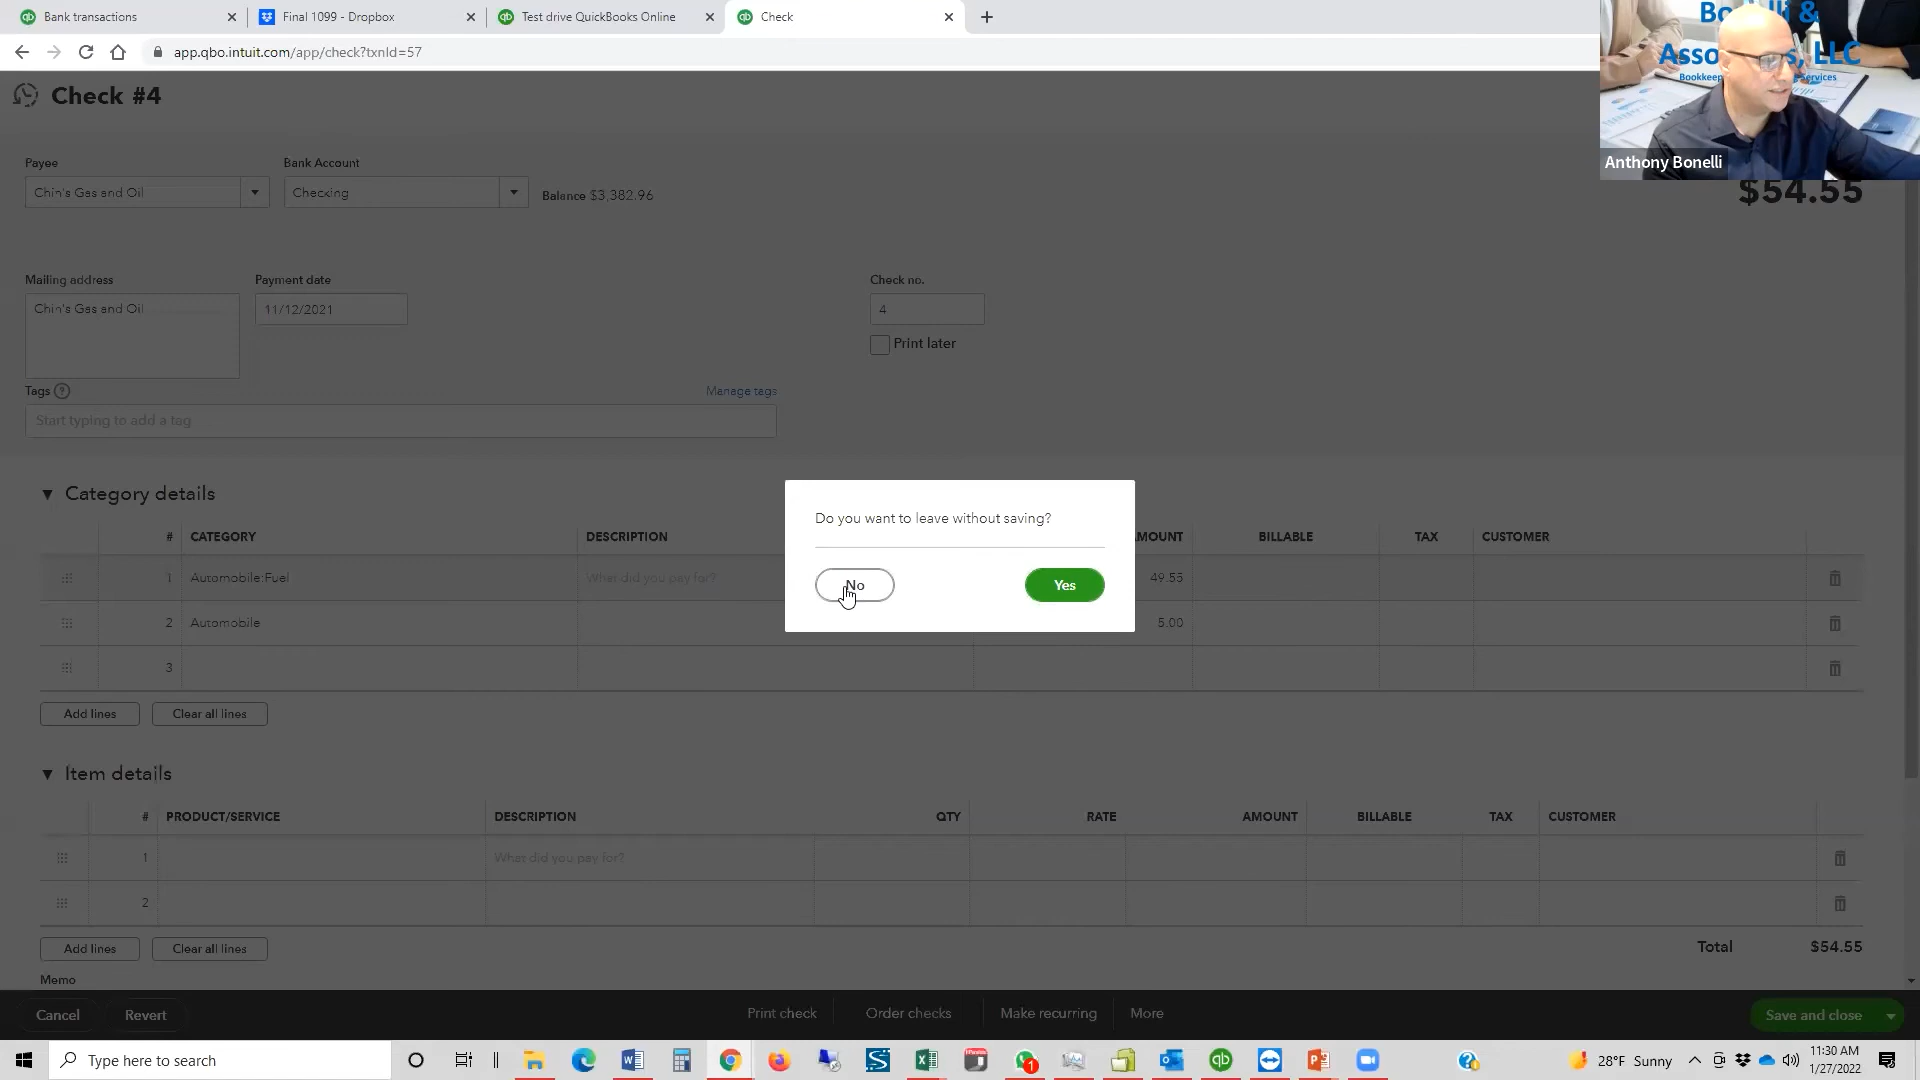 Bank transactions
Final 1099 - Dropbox
Test drive QuickBooks Online
Check
app.qbo.intuit.com/app/check?txnId=57
Check #4
Anthony Bonelli
$54.55
Payee
Bank Account
Chin's Gas and Oil
Checking
Balance $3,382.96
Mailing address
Payment date
Check no.
Chin's Gas and Oil
11/12/2021
4
Print later
Tags
Manage tags
Start typing to add a tag
Category details
Do you want to leave without saving?
No
Yes
# CATEGORY DESCRIPTION MOUNT BILLABLE TAX CUSTOMER
1 Automobile:Fuel What did you pay for? 49.55
2 Automobile 5.00
3
Add lines
Clear all lines
Item details
# PRODUCT/SERVICE DESCRIPTION QTY RATE AMOUNT BILLABLE TAX CUSTOMER
1 What did you pay for?
2
Add lines
Clear all lines
Total $54.55
Memo
Cancel
Revert
Print check
Order checks
Make recurring
More
Save and close
Type here to search
28°F Sunny
11:30 AM
1/27/2022